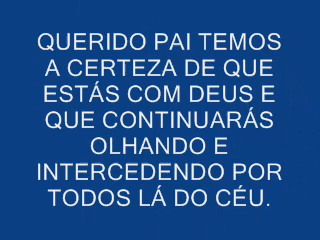 QUERIDO PAI TEMOS
A CERTEZA DE QUE
ESTÁS COM DEUS E
QUE CONTINUARÁS
OLHANDO E
INTERCEDENDO POR
TODOS LÁ DO CÉU.